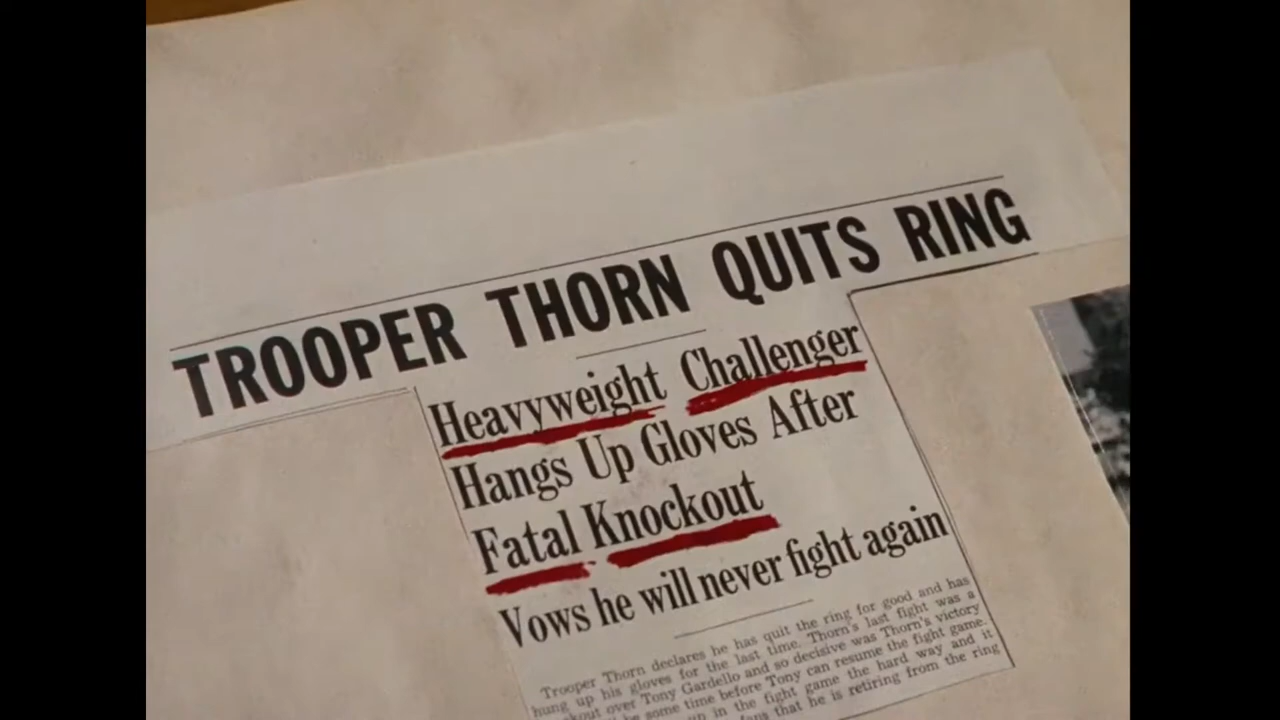 TROOPER THORN QUITS RING
Heavyweight Challenger
Hangs Up Gloves After
Fatal Knockout
Vows he will never fight again
Trooper Thorn declares he has quit the ring for good and has
hung up his gloves for the last time. Thorn's last fight was a
kout over Tony Gardello and so decisive was Thorn's victory
be some time before Tony can resume the fight game.
up in the fight game the hard way and it
fans that he is retiring from the ring